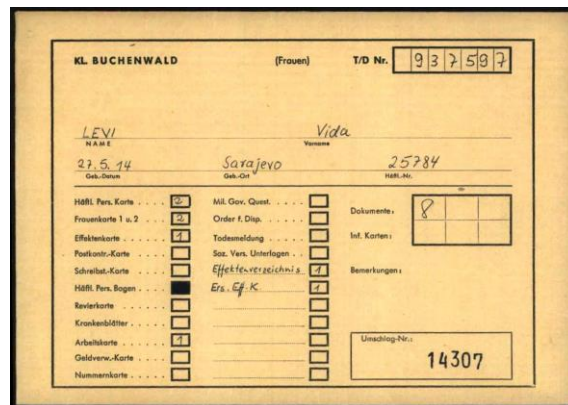 KL. BUCHENWALD (Frauen) T/D Nr. 937597
LEVI Vida
NAME Vorname
27.5.14 Sarajevo 25784
Geb.-Datum Geb.-Ort Häftl.-Nr.
Häftl. Pers. Karte 2 Mil. Gov. Quest.
Frauenkarte 1 u. 2 2 Order f. Disp. Dokumente: 8
Effektenkarte 1 Todesmeldung Inf. Karten:
Postkontr.-Karte Soz. Vers. Unterlagen
Schreibst.-Karte Effektenverzeichnis 1 Bemerkungen:
Häftl. Pers. Bogen Ers. Eff. K. 1
Revierkarte
Krankenblätter
Arbeitskarte 1 Umschlag-Nr.:
Geldverw.-Karte 14307
Nummernkarte